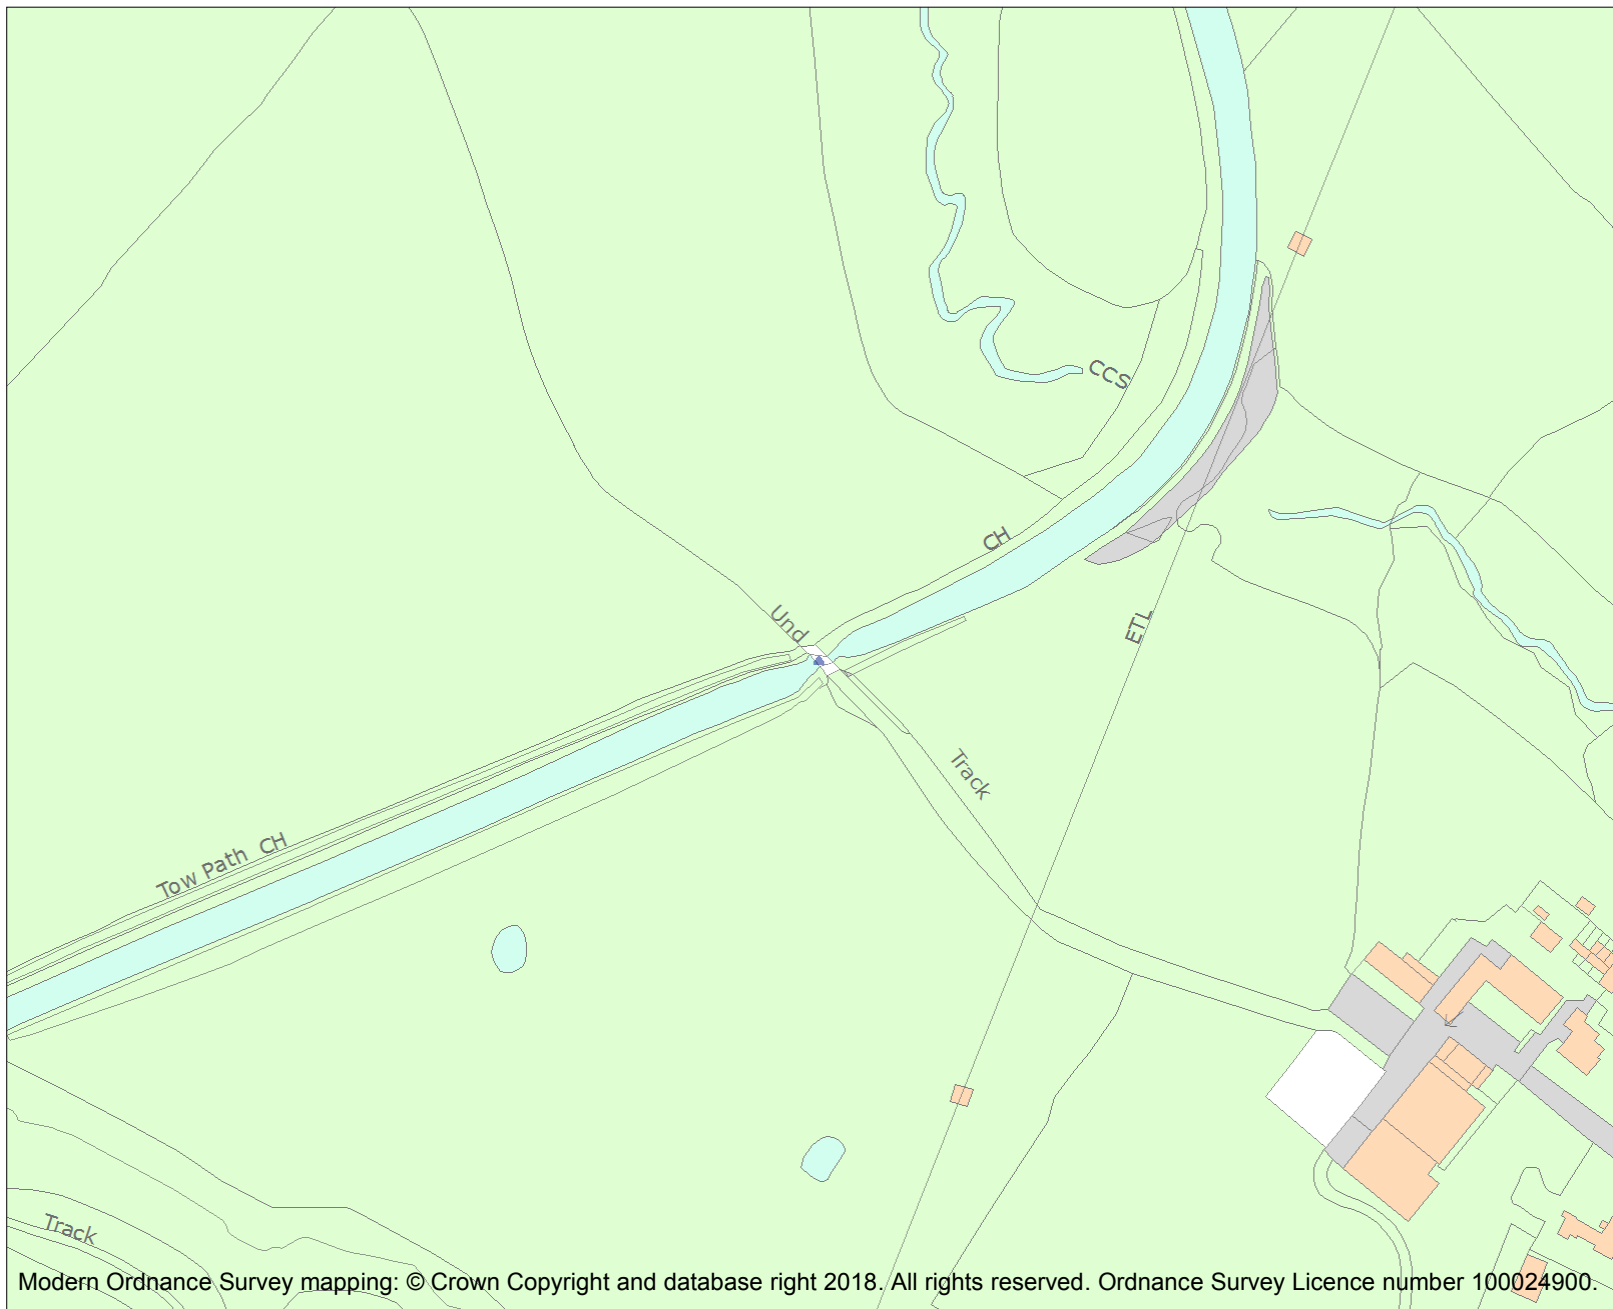 CCS
CH
Und
ETL
Track
Tow Path CH
Track
Modern Ordnance Survey mapping: © Crown Copyright and database right 2018. All rights reserved. Ordnance Survey Licence number 100024900.